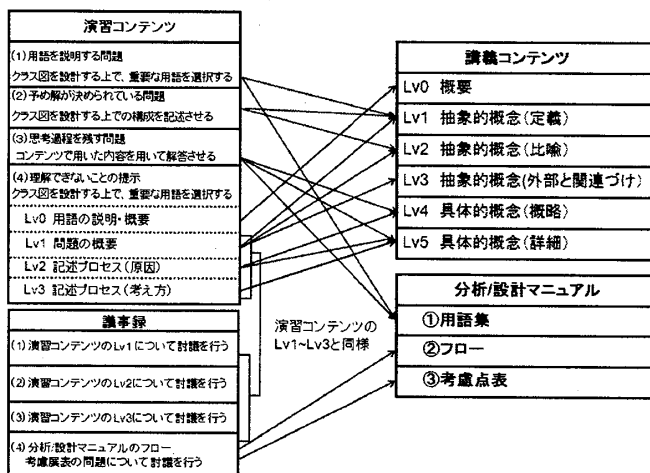 演習コンテンツ
(1)用語を説明する問題
クラス図を設計する上で、重要な用語を選択する
(2)予め解が決められている問題
クラス図を設計する上での構成を記述させる
(3)思考過程を残す問題
コンテンツで用いた内容を用いて解答させる
(4)理解できないことの提示
クラス図を設計する上で、重要な用語を選択する
Lv0 用語の説明・概要
Lv1 問題の概要
Lv2 記述プロセス(原因)
Lv3 記述プロセス(考え方)
議事録
(1)演習コンテンツのLv1について討議を行う
(2)演習コンテンツのLv2について討議を行う
(3)演習コンテンツのLv3について討議を行う
(4)分析/設計マニュアルのフロー
考慮展表の問題について討議を行う
演習コンテンツの
Lv1~Lv3と同様
講義コンテンツ
Lv0 概要
Lv1 抽象的概念(定義)
Lv2 抽象的概念(比喩)
Lv3 抽象的概念(外部と関連づけ)
Lv4 具体的概念(概略)
Lv5 具体的概念(詳細)
分析/設計マニュアル
①用語集
②フロー
③考慮点表